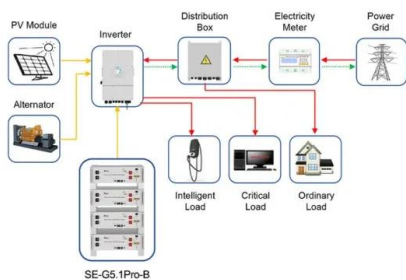 PV Module
Inverter
Distribution
Box
Electricity
Meter
Power
Grid
Alternator
Intelligent
Load
Critical
Load
Ordinary
Load
SE-G5.1Pro-B